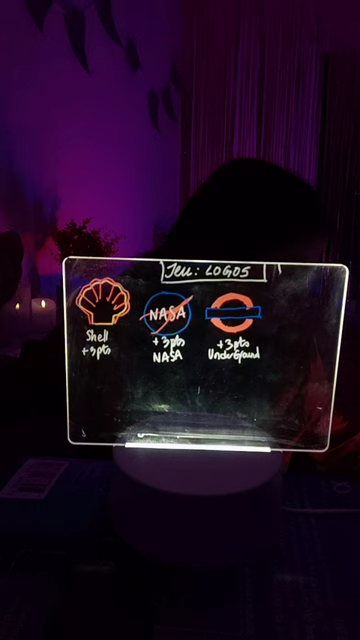 Jeu: LOGOS
NASA
Shell
+3pts
+3pts
NASA
+3pts
UnderGround